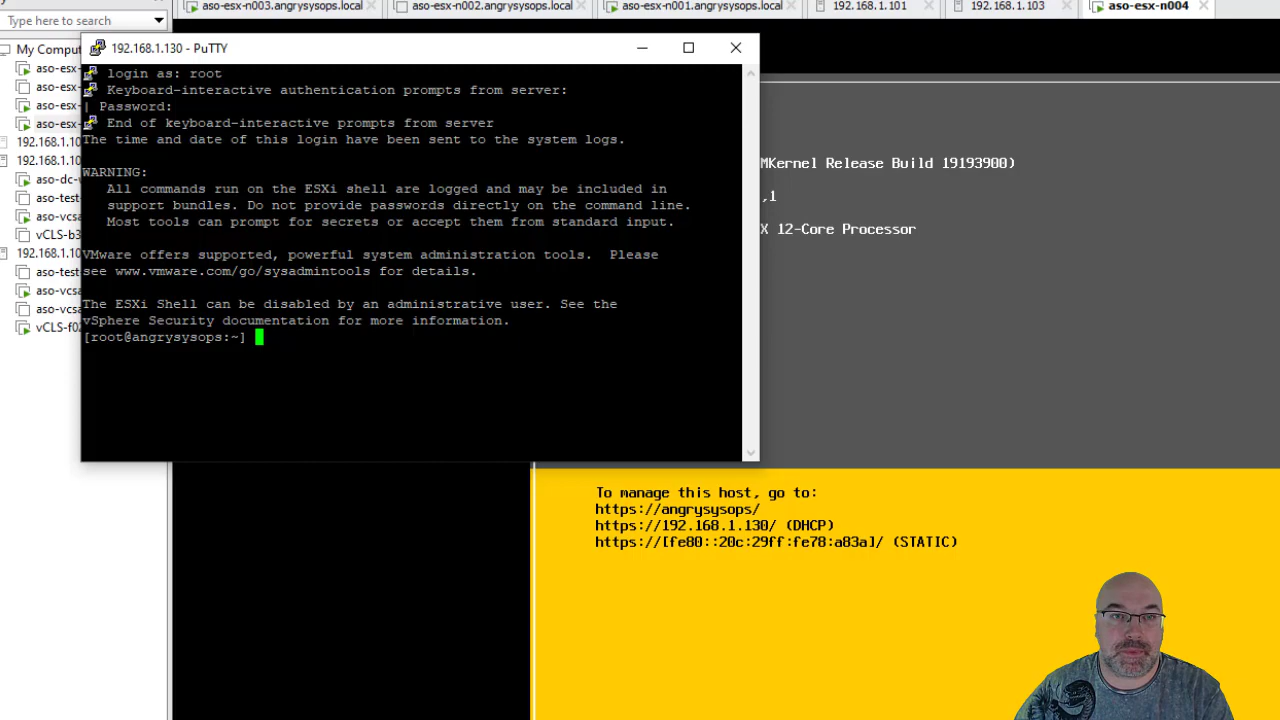 aso-esx-n003.angrysysops.local
aso-esx-n002.angrysysops.local
aso-esx-n001.angrysysops.local
192.168.1.101
192.168.1.103
aso-esx-n004
Type here to search
My Compu
aso-esx
aso-esx
aso-esx
aso-esx-
192.168.1.10
192.168.1.10
aso-dc-v
aso-test
aso-vcs
vCLS-b3
192.168.1.10
aso-test
aso-vcsa
aso-vcsa
vCLS-f02
192.168.1.130 - PuTTY
login as: root
Keyboard-interactive authentication prompts from server:
| Password:
End of keyboard-interactive prompts from server
The time and date of this login have been sent to the system logs.
WARNING:
All commands run on the ESXi shell are logged and may be included in
support bundles. Do not provide passwords directly on the command line.
Most tools can prompt for secrets or accept them from standard input.
VMware offers supported, powerful system administration tools. Please
see www.vmware.com/go/sysadmintools for details.
The ESXi Shell can be disabled by an administrative user. See the
vSphere Security documentation for more information.
[root@angrysysops:~]
MKernel Release Build 19193900)
,1
X 12-Core Processor
To manage this host, go to:
https://angrysysops/
https://192.168.1.130/ (DHCP)
https://[fe80::20c:29ff:fe78:a83a]/ (STATIC)